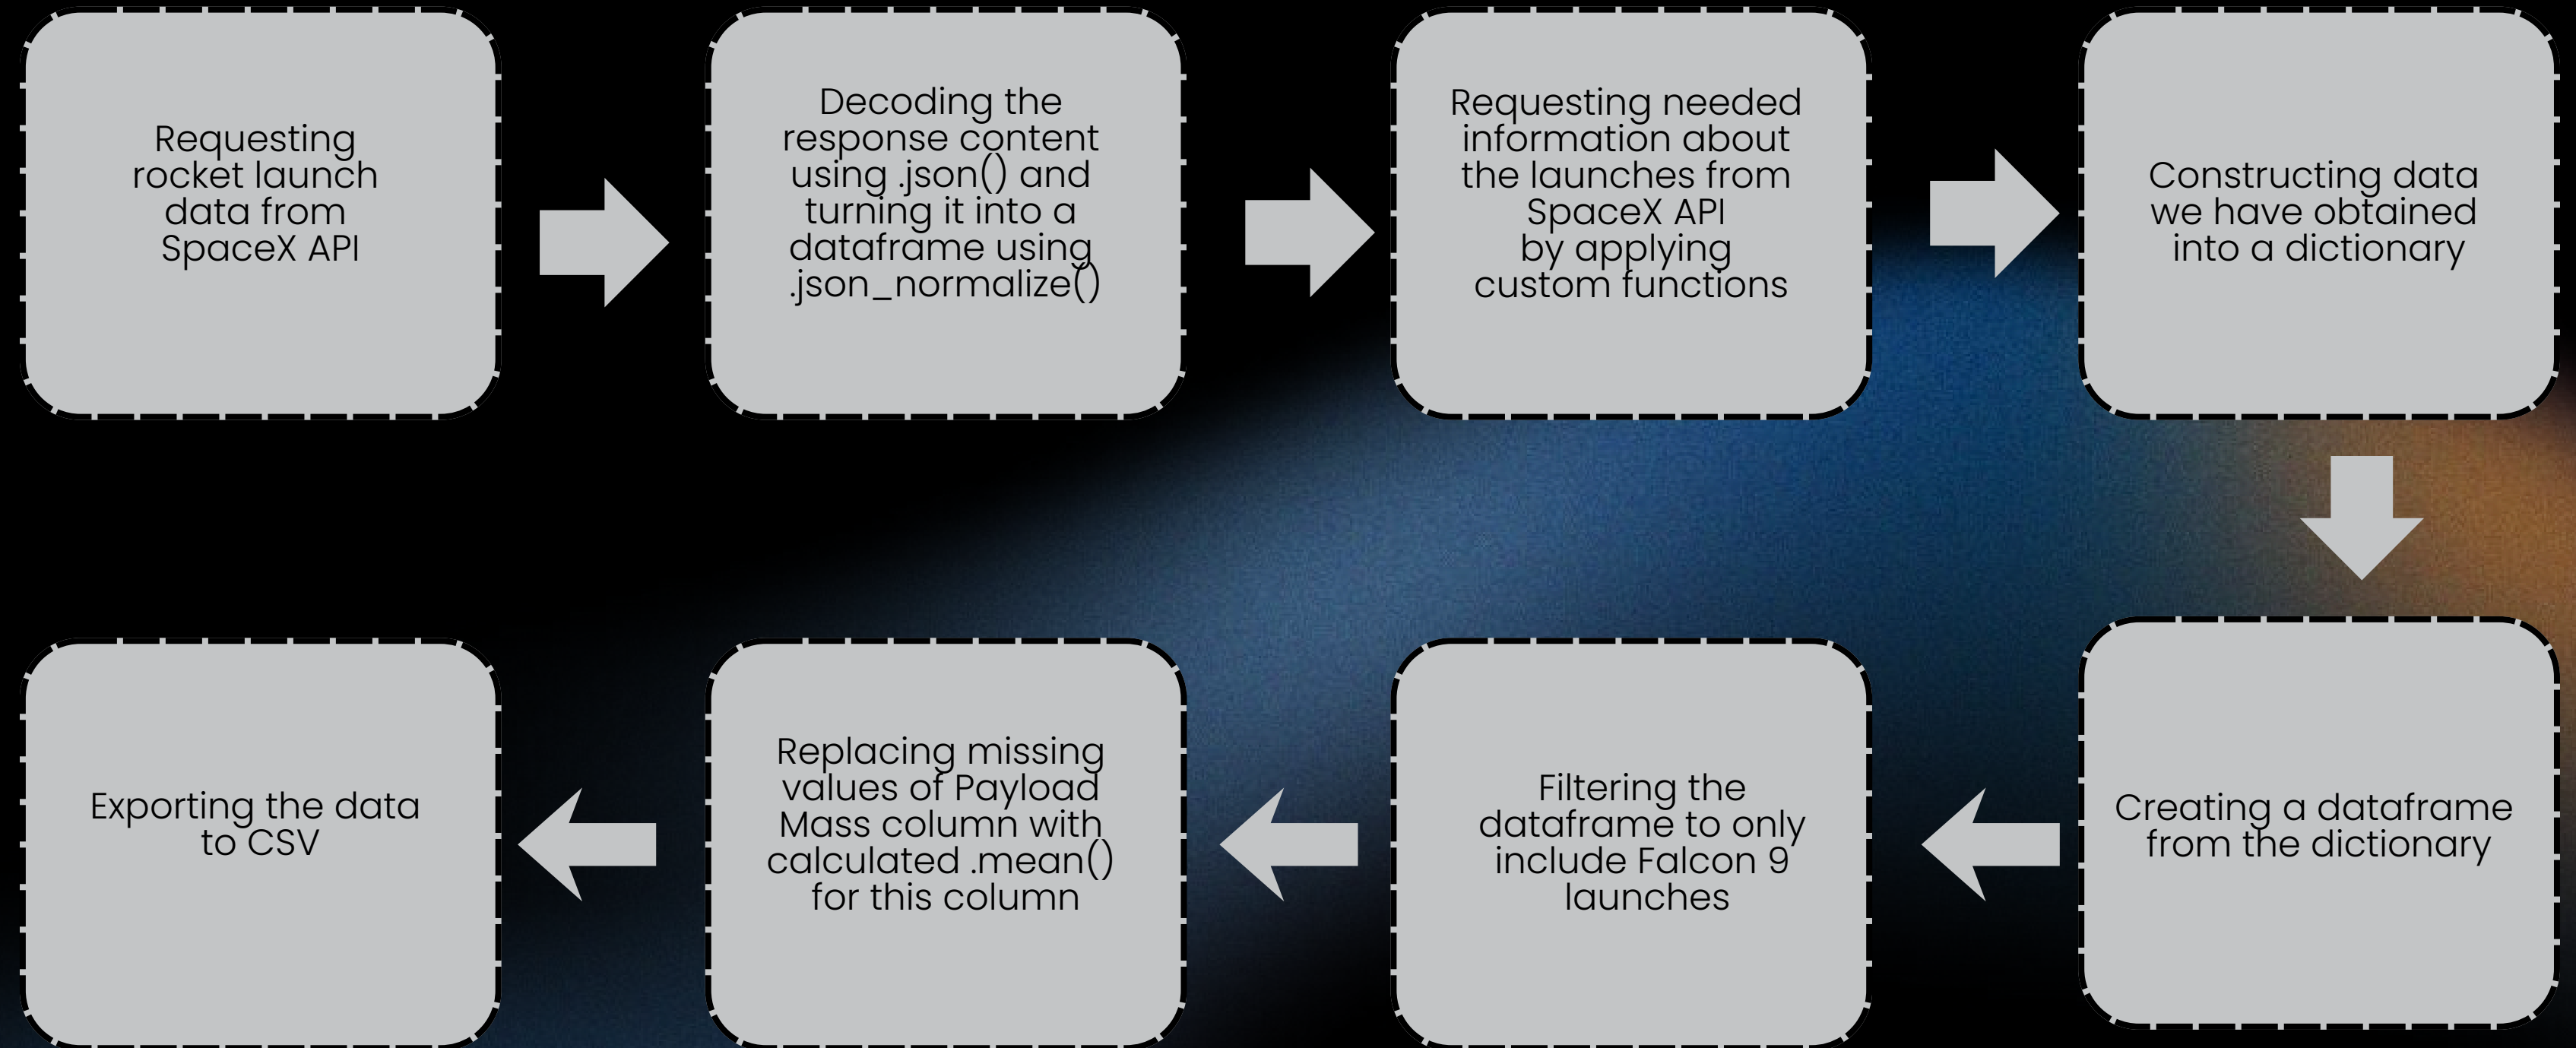 Requesting
rocket launch
data from
SpaceX API
Decoding the
response content
using .json() and
turning it into a
dataframe using
.json_normalize()
Requesting needed
information about
the launches from
SpaceX API
by applying
custom functions
Constructing data
we have obtained
into a dictionary
Creating a dataframe
from the dictionary
Filtering the
dataframe to only
include Falcon 9
launches
Replacing missing
values of Payload
Mass column with
calculated .mean()
for this column
Exporting the data
to CSV